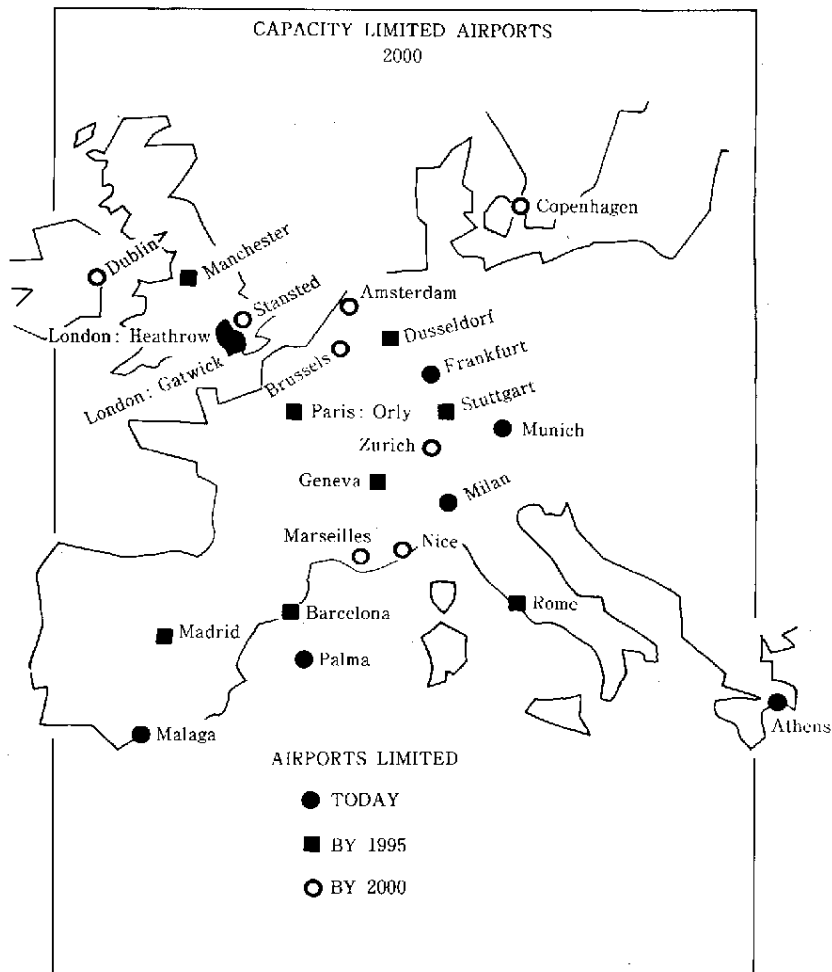 CAPACITY LIMITED AIRPORTS
2000
Copenhagen
Dublin
Manchester
Stansted
Amsterdam
London: Heathrow
Dusseldorf
London: Gatwick
Brussels
Frankfurt
Paris: Orly
Stuttgart
Munich
Zurich
Geneva
Milan
Marseilles
Nice
Barcelona
Rome
Madrid
Palma
Athens
Malaga
AIRPORTS LIMITED
TODAY
BY 1995
BY 2000